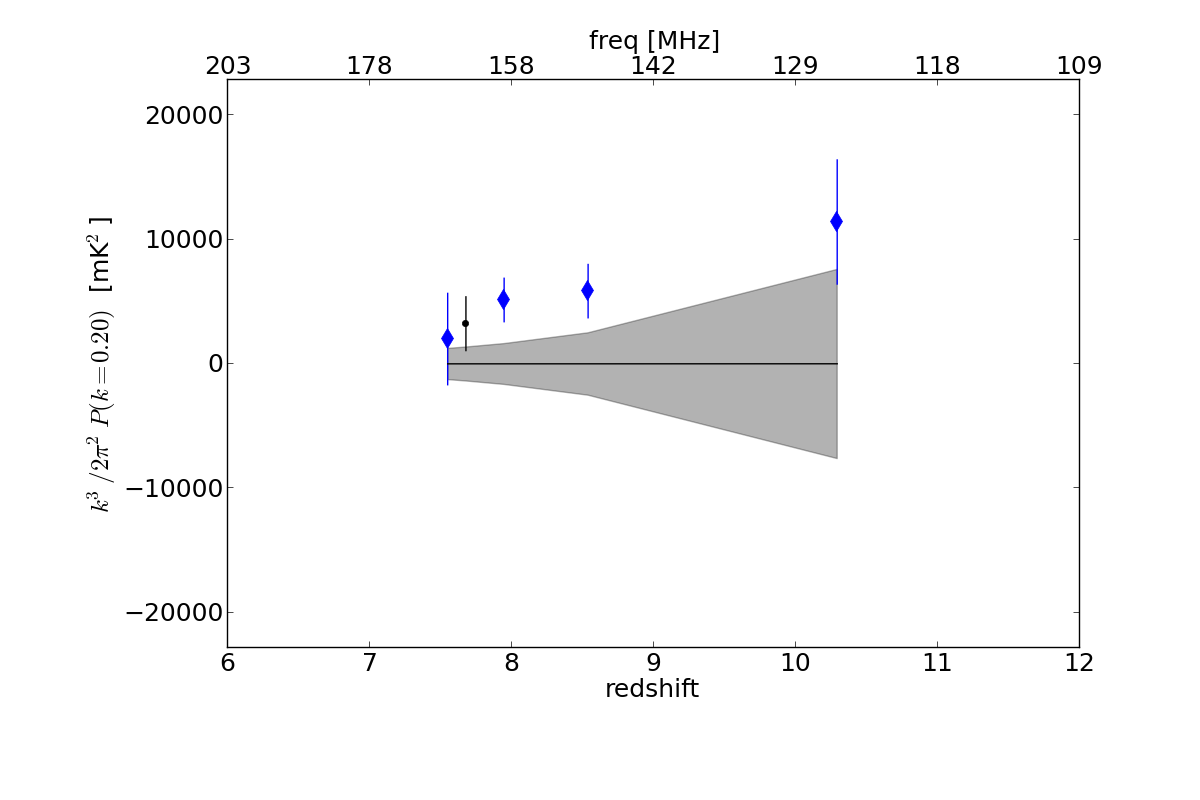 freq [MHz]
203 178 158 142 129 118 109
20000
10000
0
−10000
−20000
k³/2π² P(k=0.20) [mK²]
6 7 8 9 10 11 12
redshift